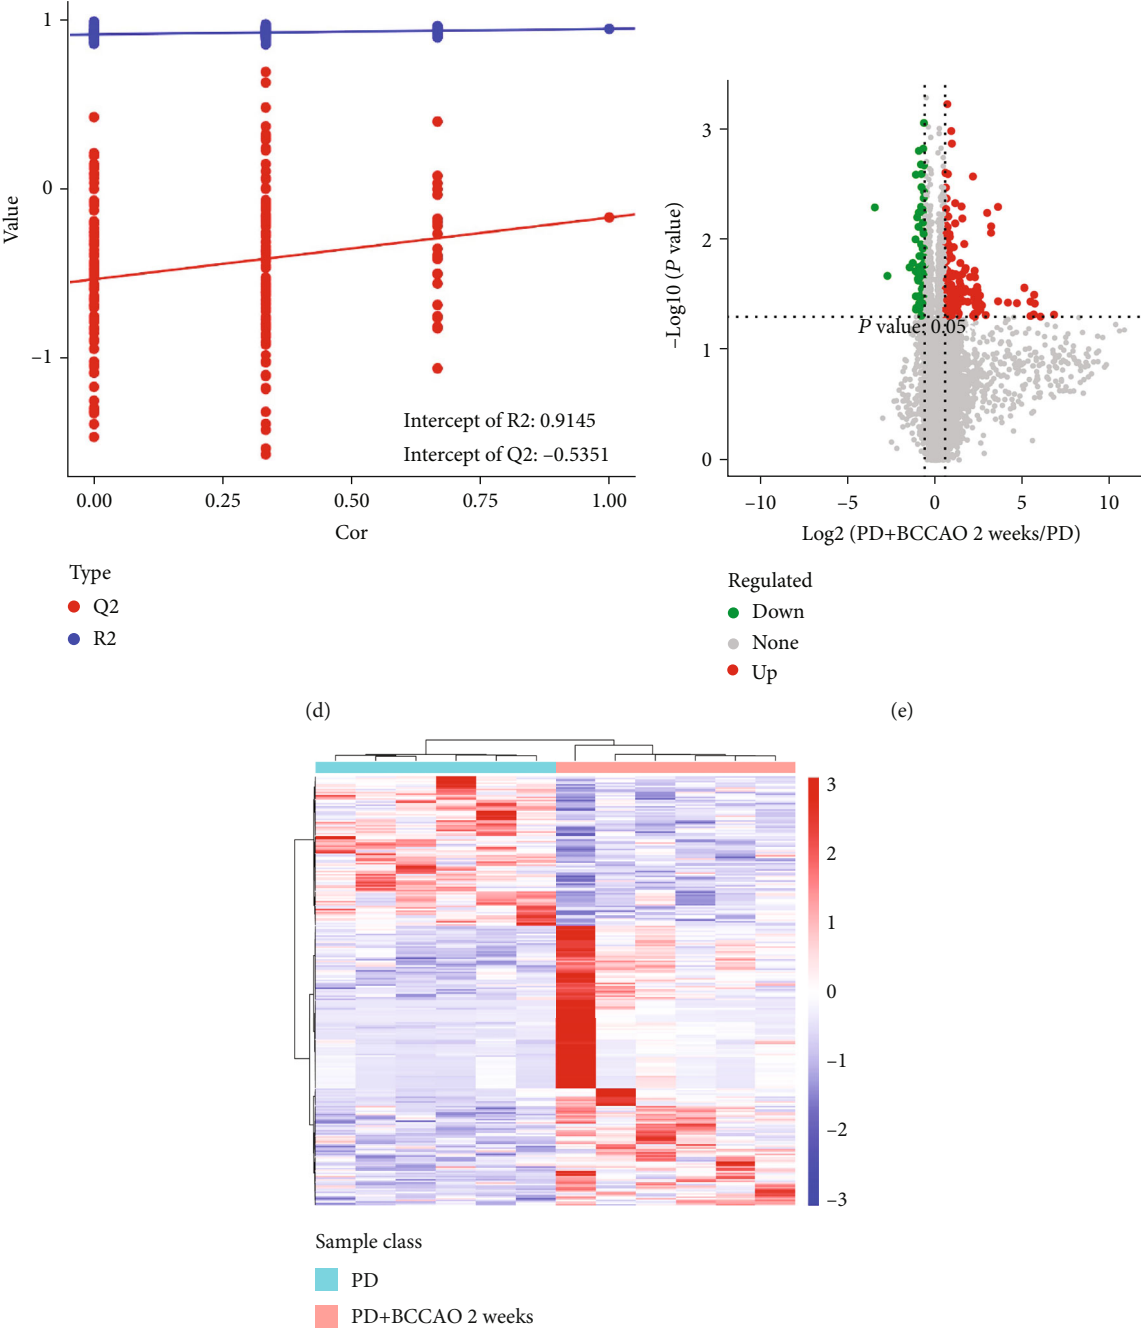 1
0
−1
Value
Intercept of R2: 0.9145
Intercept of Q2: −0.5351
0.00 0.25 0.50 0.75 1.00
Cor
Type
Q2
R2
(d)
3
2
1
0
−Log10 (P value)
P value: 0.05
−10 −5 0 5 10
Log2 (PD+BCCAO 2 weeks/PD)
Regulated
Down
None
Up
(e)
3
2
1
0
−1
−2
−3
Sample class
PD
PD+BCCAO 2 weeks